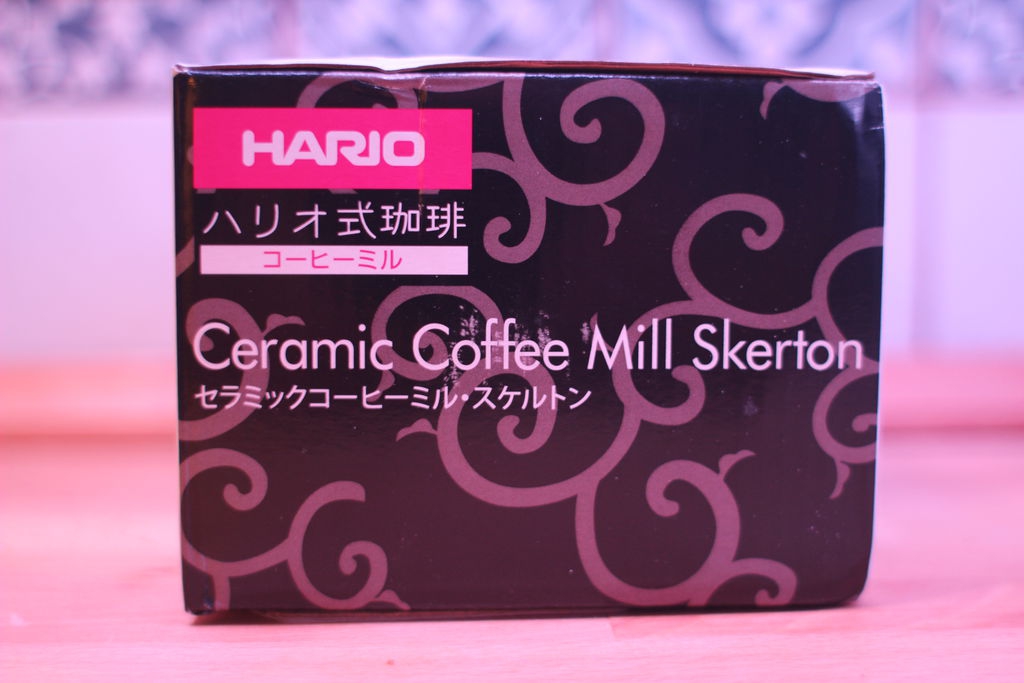 HARIO
ハリオ式珈琲
コーヒーミル
Ceramic Coffee Mill Skerton
セラミックコーヒーミル・スケルトン